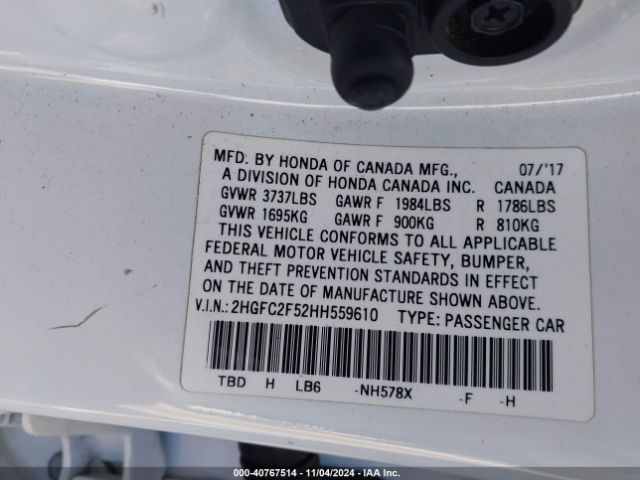 MFD. BY HONDA OF CANADA MFG., 07/'17
A DIVISION OF HONDA CANADA INC. CANADA
GVWR 3737LBS GAWR F 1984LBS R 1786LBS
GVWR 1695KG GAWR F 900KG R 810KG
THIS VEHICLE CONFORMS TO ALL APPLICABLE
FEDERAL MOTOR VEHICLE SAFETY, BUMPER,
AND THEFT PREVENTION STANDARDS IN EFFECT
ON THE DATE OF MANUFACTURE SHOWN ABOVE.
V.I.N.: 2HGFC2F52HH559610 TYPE: PASSENGER CAR
TBD H LB6 -NH578X -F -H
000-40767514 - 11/04/2024 - IAA Inc.